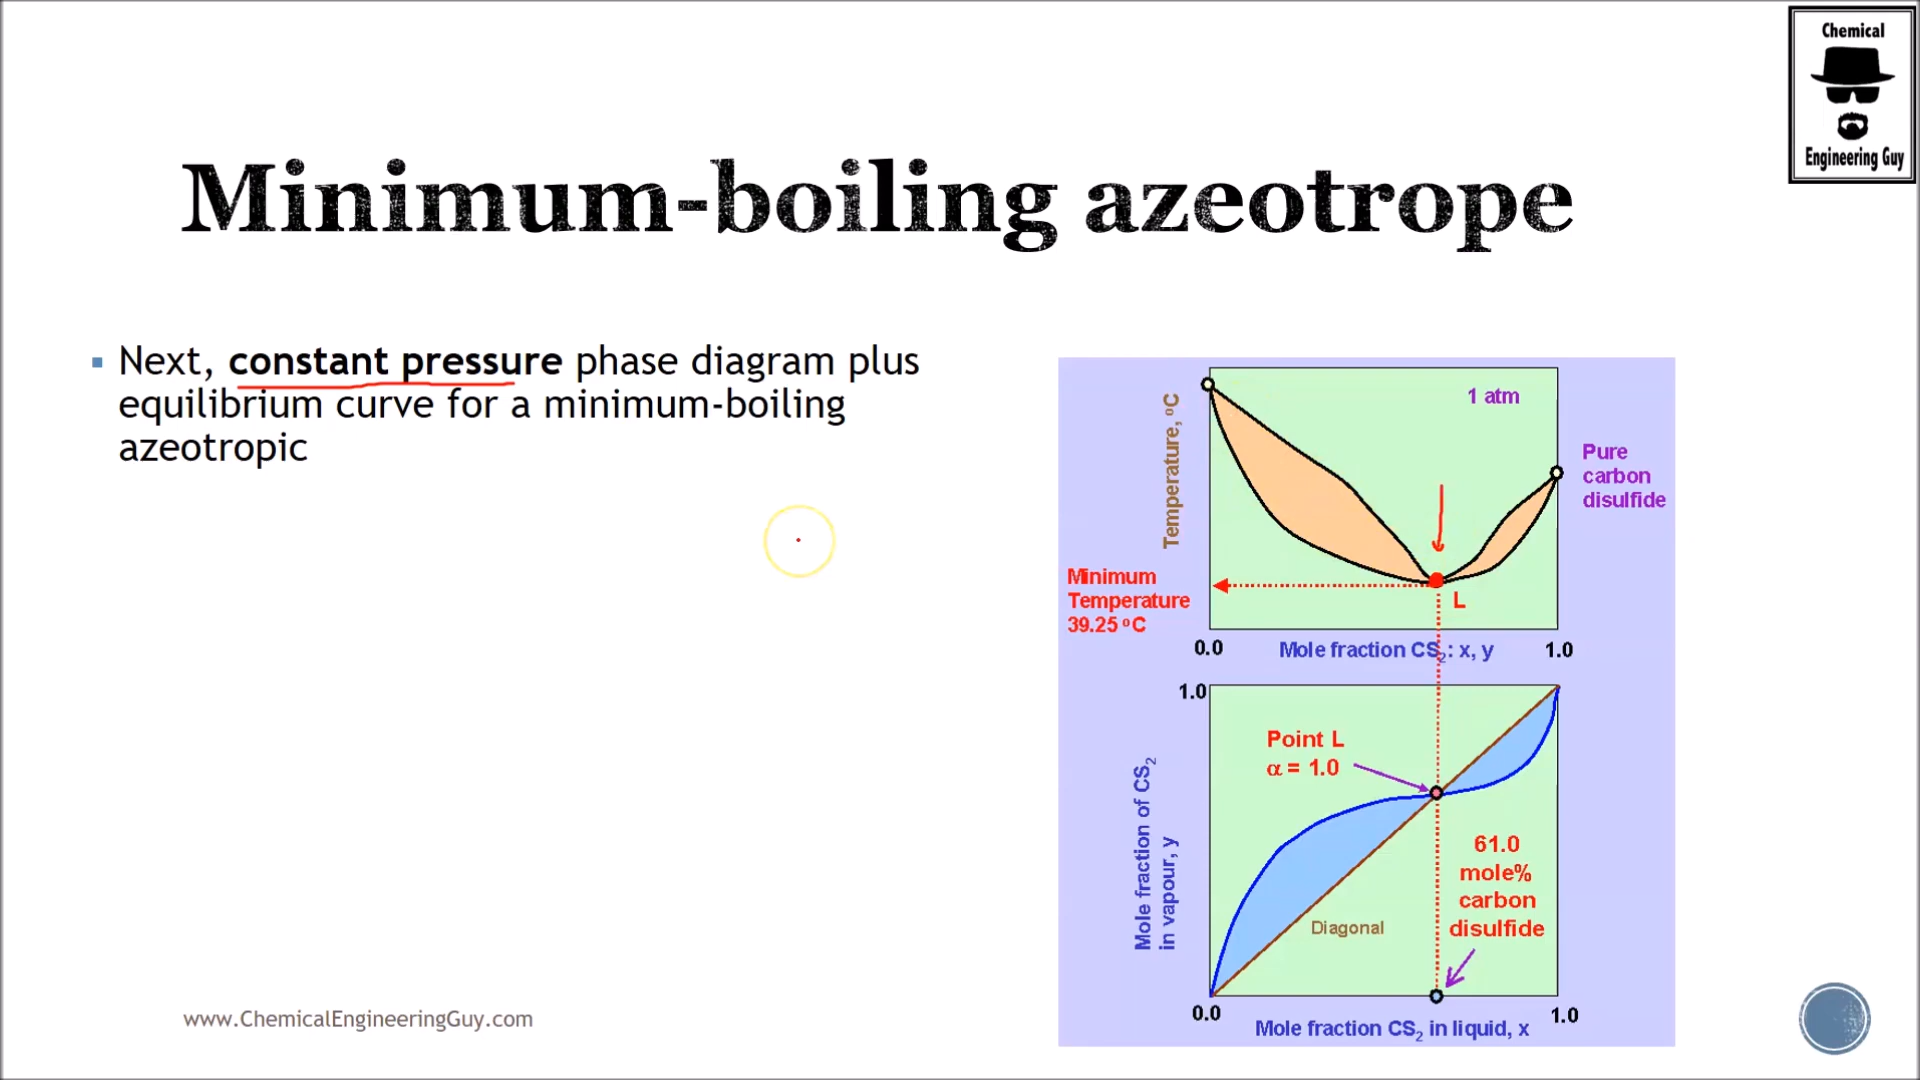 Chemical
Engineering Guy
Minimum-boiling azeotrope
Next, constant pressure phase diagram plus
equilibrium curve for a minimum-boiling
azeotropic
1 atm
Temperature, ºC
Pure
carbon
disulfide
Minimum
Temperature
39.25 ºC
L
0.0
Mole fraction CS₂: x, y
1.0
1.0
Point L
α = 1.0
Mole fraction of CS₂
in vapour, y
61.0
mole%
carbon
disulfide
Diagonal
0.0
1.0
Mole fraction CS₂ in liquid, x
www.ChemicalEngineeringGuy.com